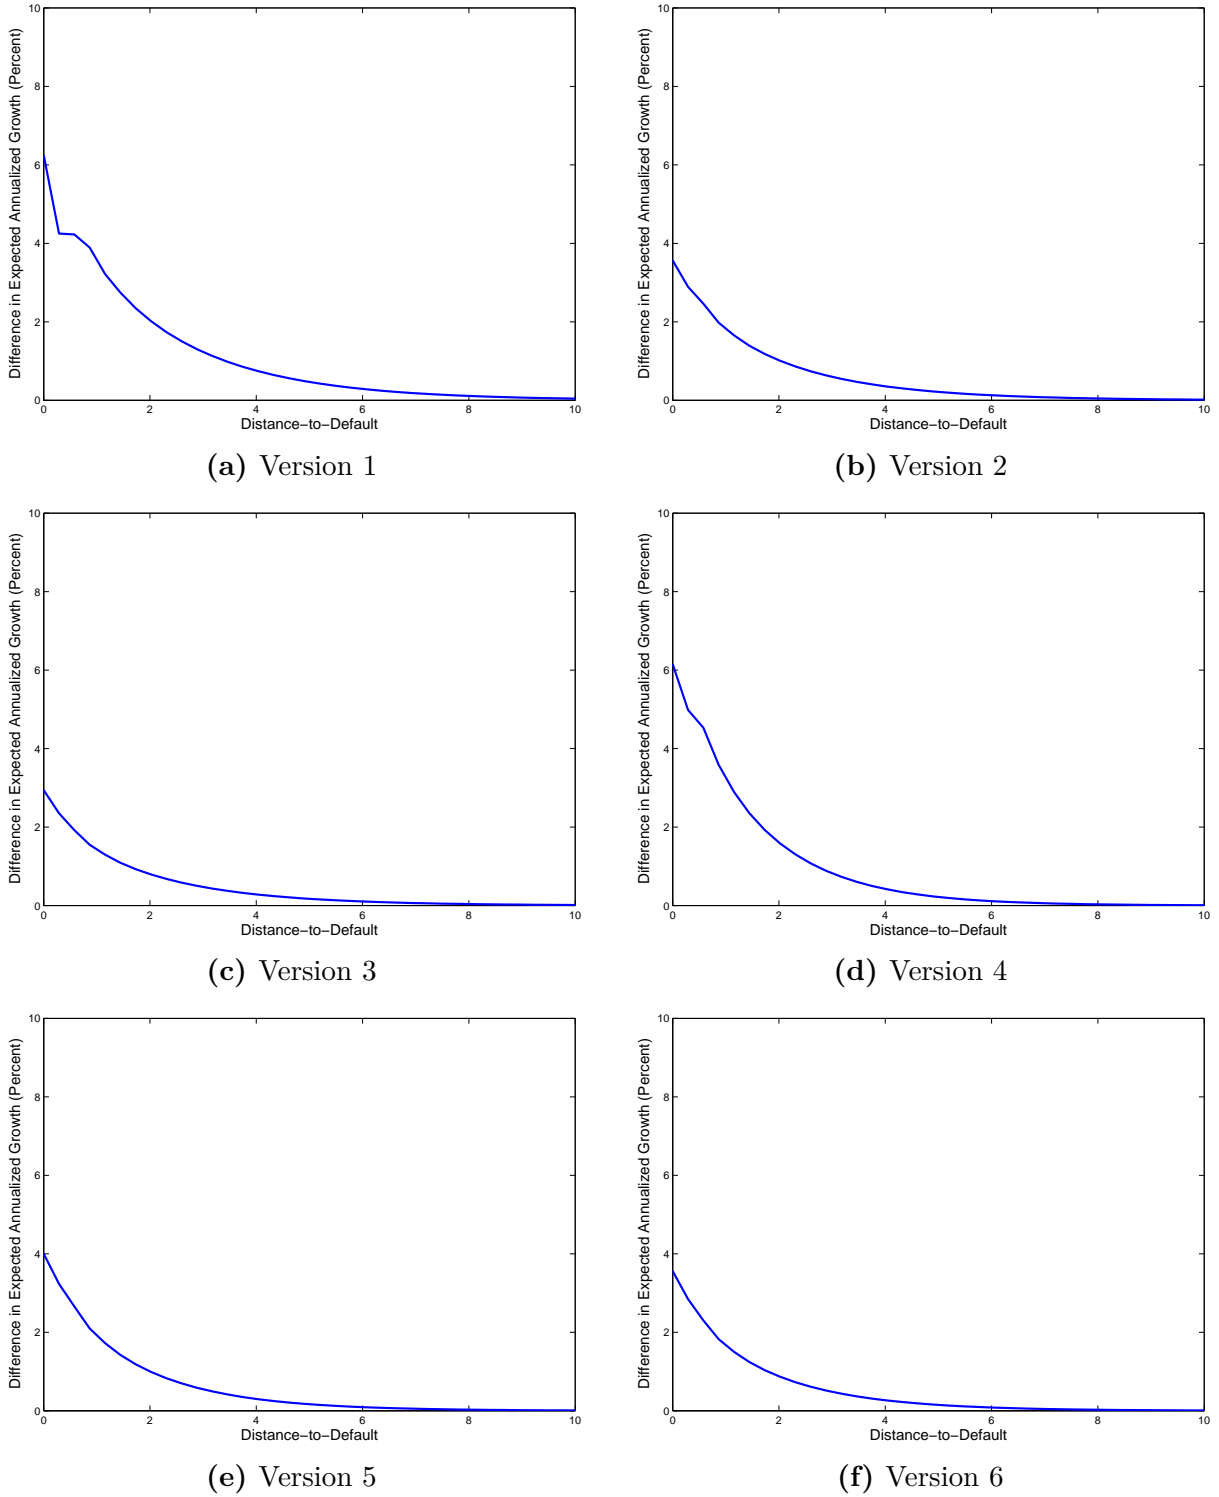 10
8
6
4
2
0
0 2 4 6 8 10
Difference in Expected Annualized Growth (Percent)
Distance−to−Default
(a) Version 1
10
8
6
4
2
0
0 2 4 6 8 10
Difference in Expected Annualized Growth (Percent)
Distance−to−Default
(b) Version 2
10
8
6
4
2
0
0 2 4 6 8 10
Difference in Expected Annualized Growth (Percent)
Distance−to−Default
(c) Version 3
10
8
6
4
2
0
0 2 4 6 8 10
Difference in Expected Annualized Growth (Percent)
Distance−to−Default
(d) Version 4
10
8
6
4
2
0
0 2 4 6 8 10
Difference in Expected Annualized Growth (Percent)
Distance−to−Default
(e) Version 5
10
8
6
4
2
0
0 2 4 6 8 10
Difference in Expected Annualized Growth (Percent)
Distance−to−Default
(f) Version 6